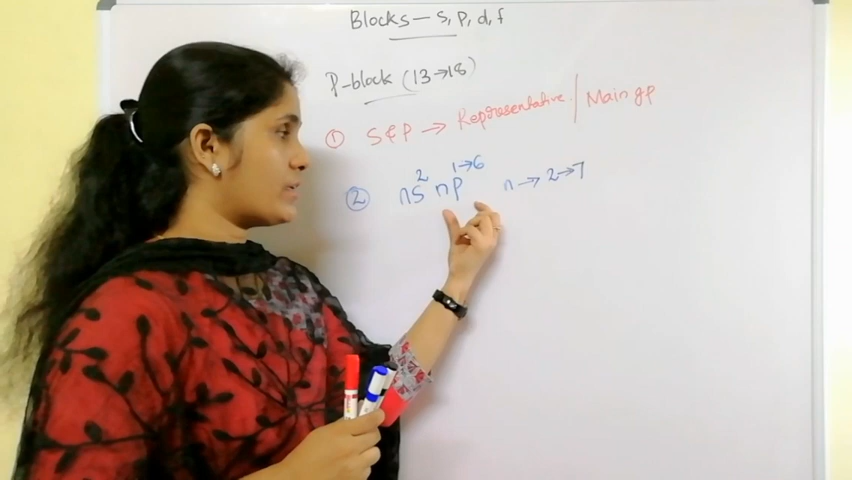 Blocks - s, p, d, f
P-block (13→18)
① S & P → Representative / Main gp
② ns² np¹→⁶ n → 2→7